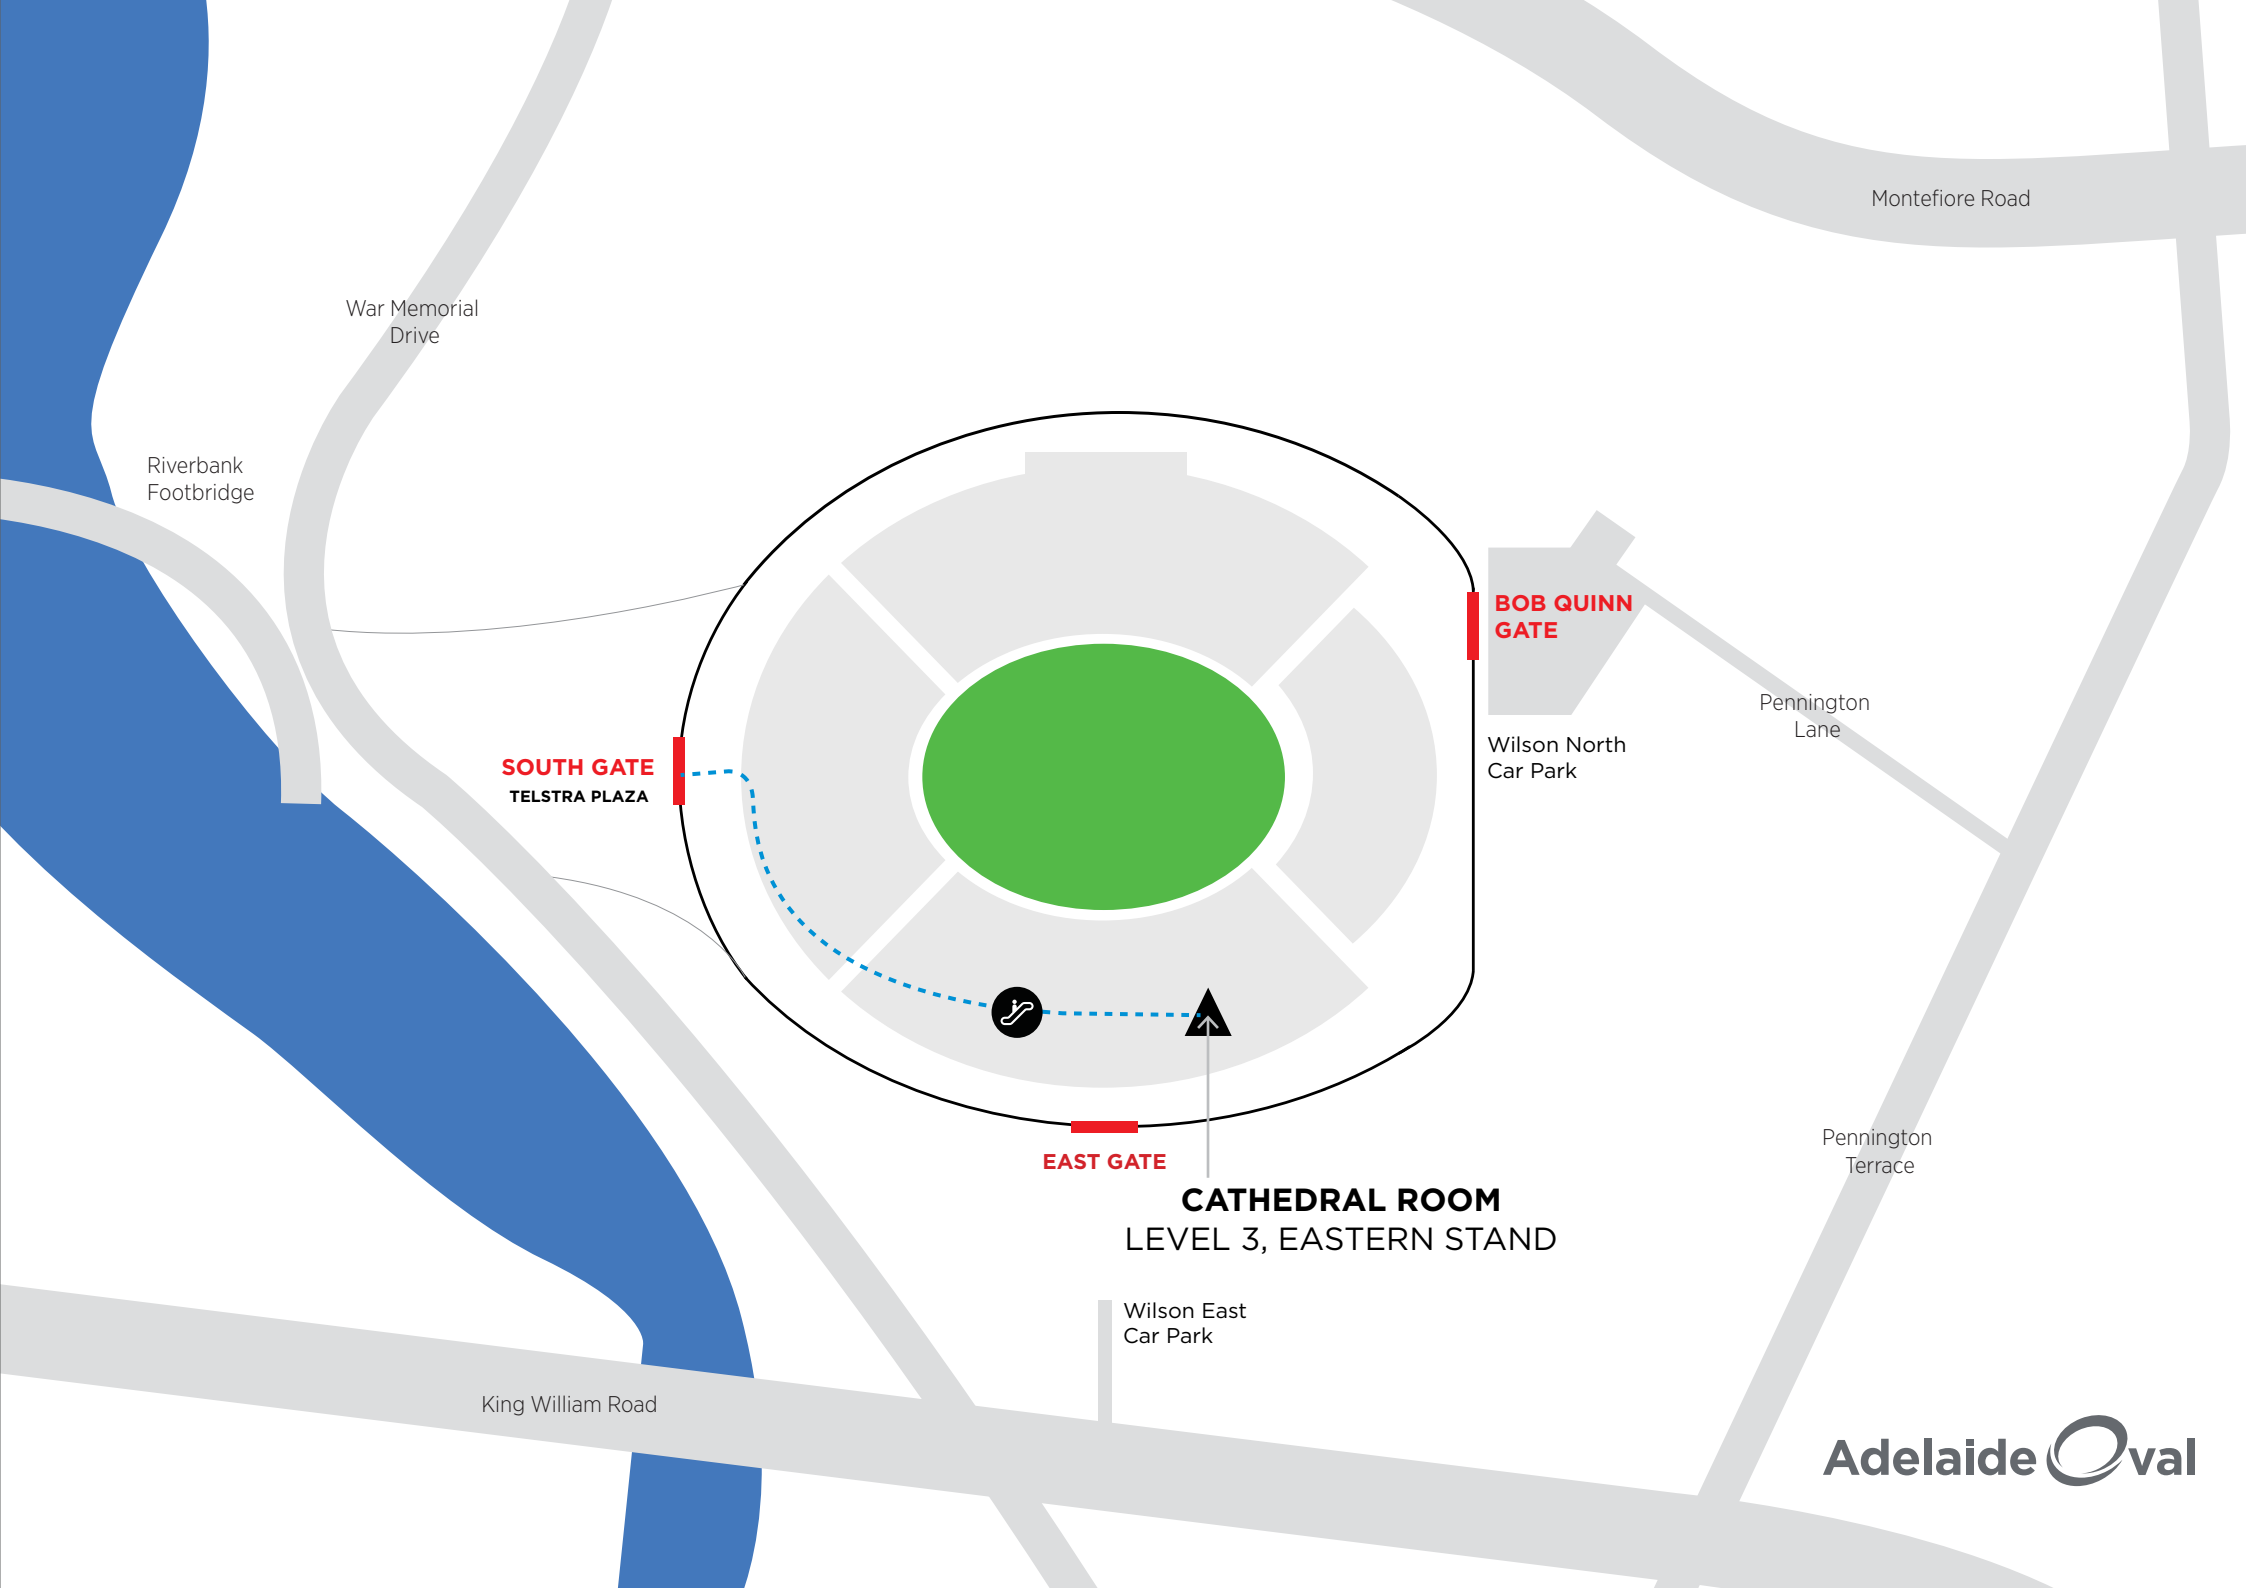 Montefiore Road
War Memorial
Drive
Riverbank
Footbridge
BOB QUINN
GATE
Pennington
Lane
Wilson North
Car Park
SOUTH GATE
TELSTRA PLAZA
Pennington
Terrace
EAST GATE
CATHEDRAL ROOM
LEVEL 3, EASTERN STAND
Wilson East
Car Park
King William Road
Adelaide Oval